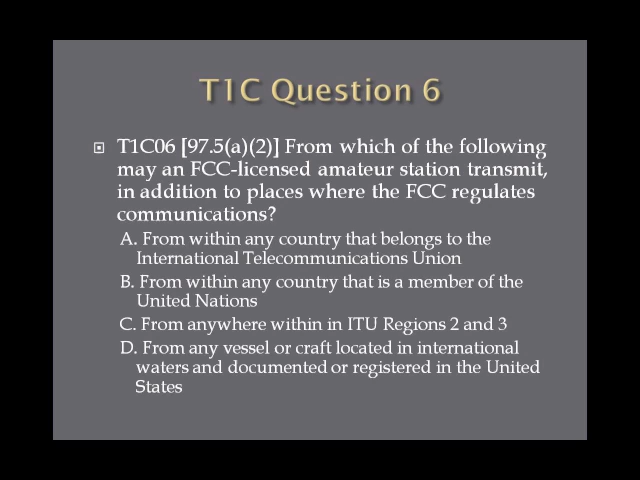 T1C Question 6
T1C06 [97.5(a)(2)] From which of the following
may an FCC-licensed amateur station transmit,
in addition to places where the FCC regulates
communications?
A. From within any country that belongs to the
International Telecommunications Union
B. From within any country that is a member of the
United Nations
C. From anywhere within in ITU Regions 2 and 3
D. From any vessel or craft located in international
waters and documented or registered in the United
States